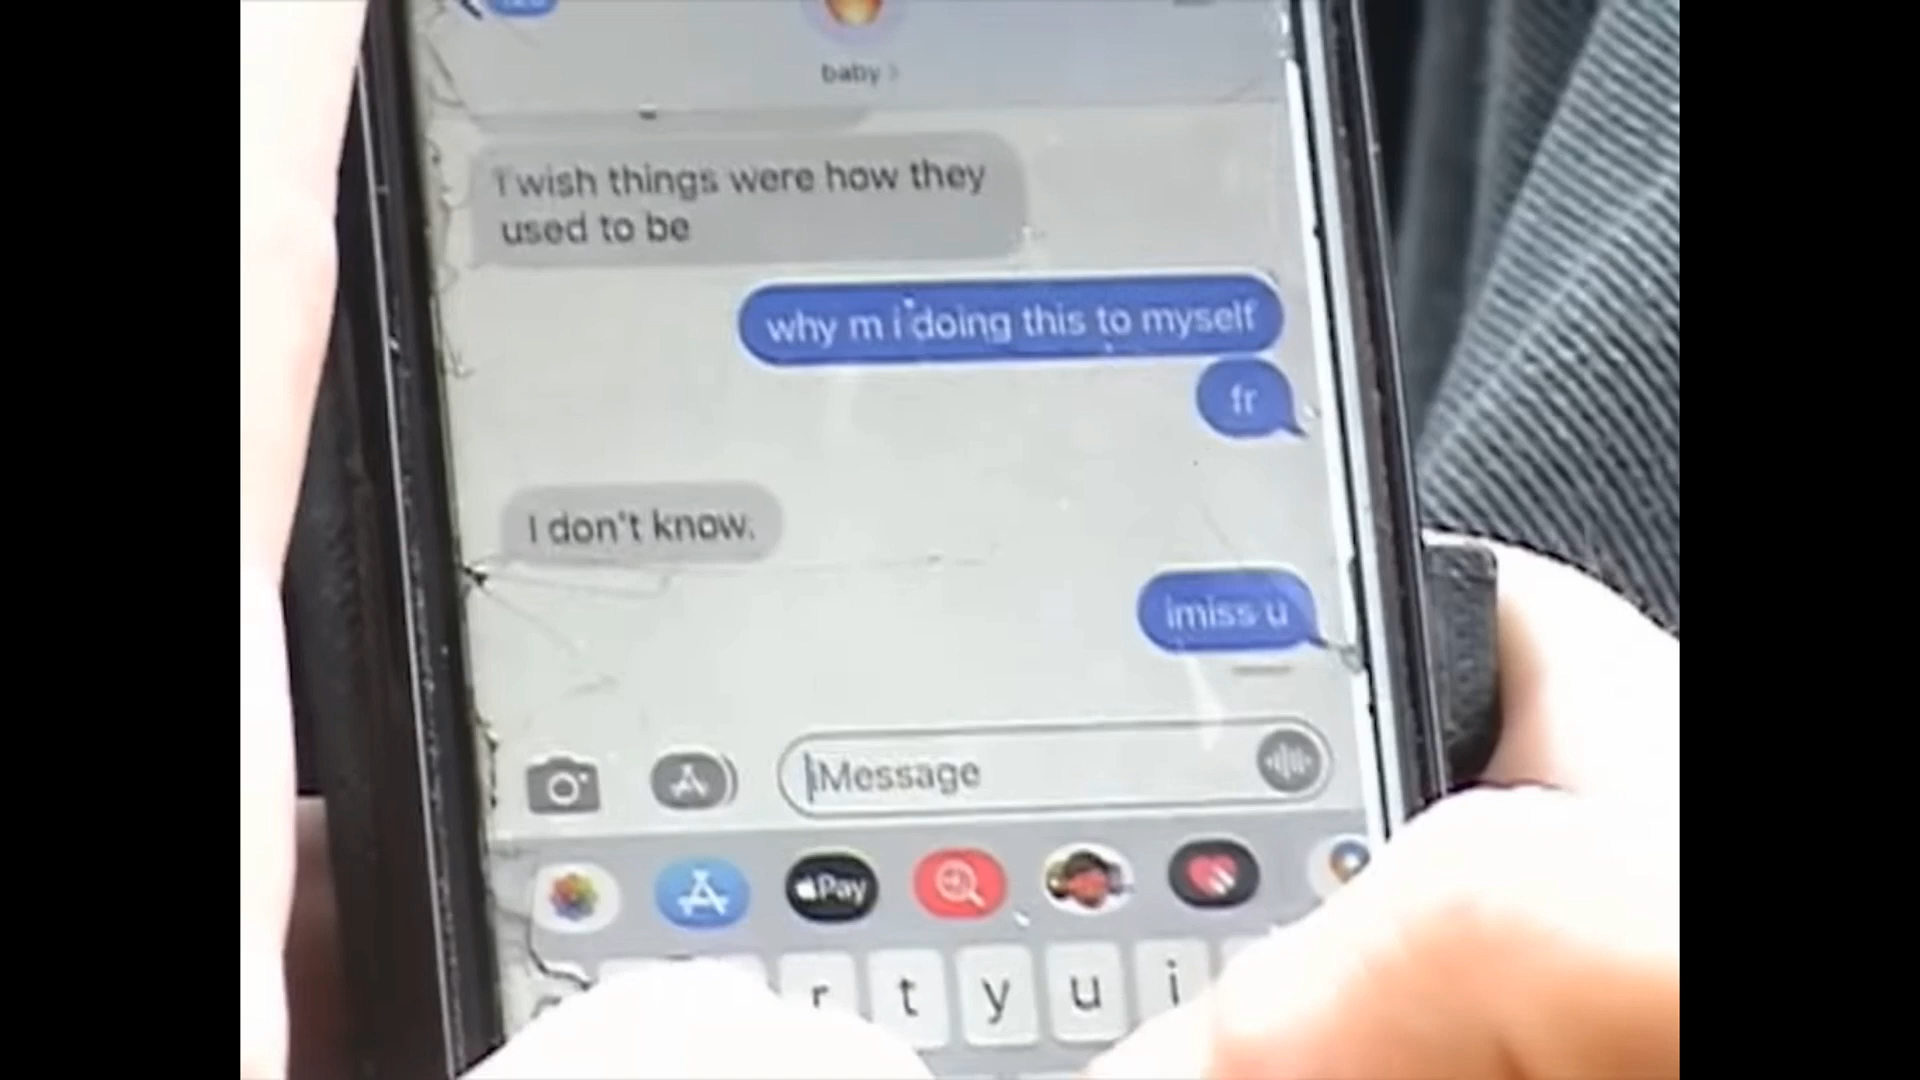 baby
I wish things were how they
used to be
why m i doing this to myself
fr
I don't know.
imiss u
iMessage
Pay
r t y u i